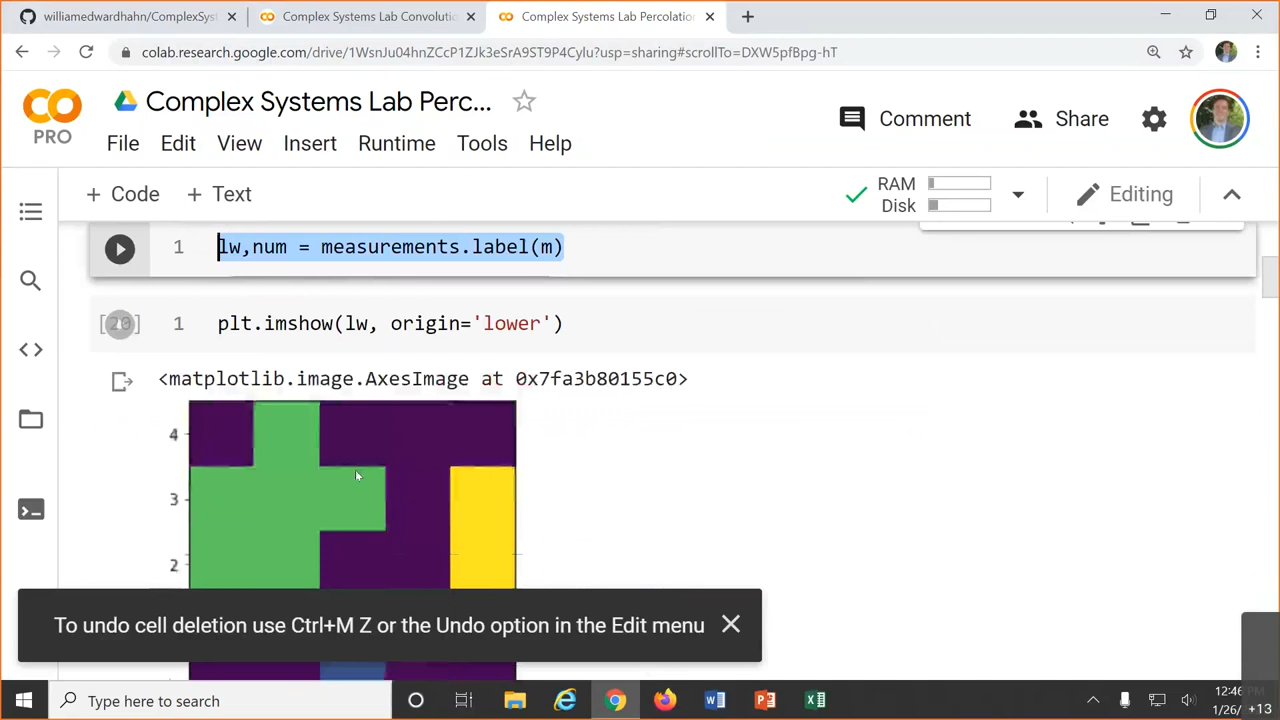 williamedwardhahn/ComplexSyst
Complex Systems Lab Convolutio
Complex Systems Lab Percolation
colab.research.google.com/drive/1WsnJu04hnZCcP1ZJk3eSrA9ST9P4Cylu?usp=sharing#scrollTo=DXW5pfBpg-hT
PRO
Complex Systems Lab Perc...
File Edit View Insert Runtime Tools Help
Comment
Share
+ Code + Text
RAM
Disk
Editing
1 lw,num = measurements.label(m)
[20] 1 plt.imshow(lw, origin='lower')
<matplotlib.image.AxesImage at 0x7fa3b80155c0>
4
3
2
To undo cell deletion use Ctrl+M Z or the Undo option in the Edit menu
Type here to search
12:46 PM
1/26/
+13